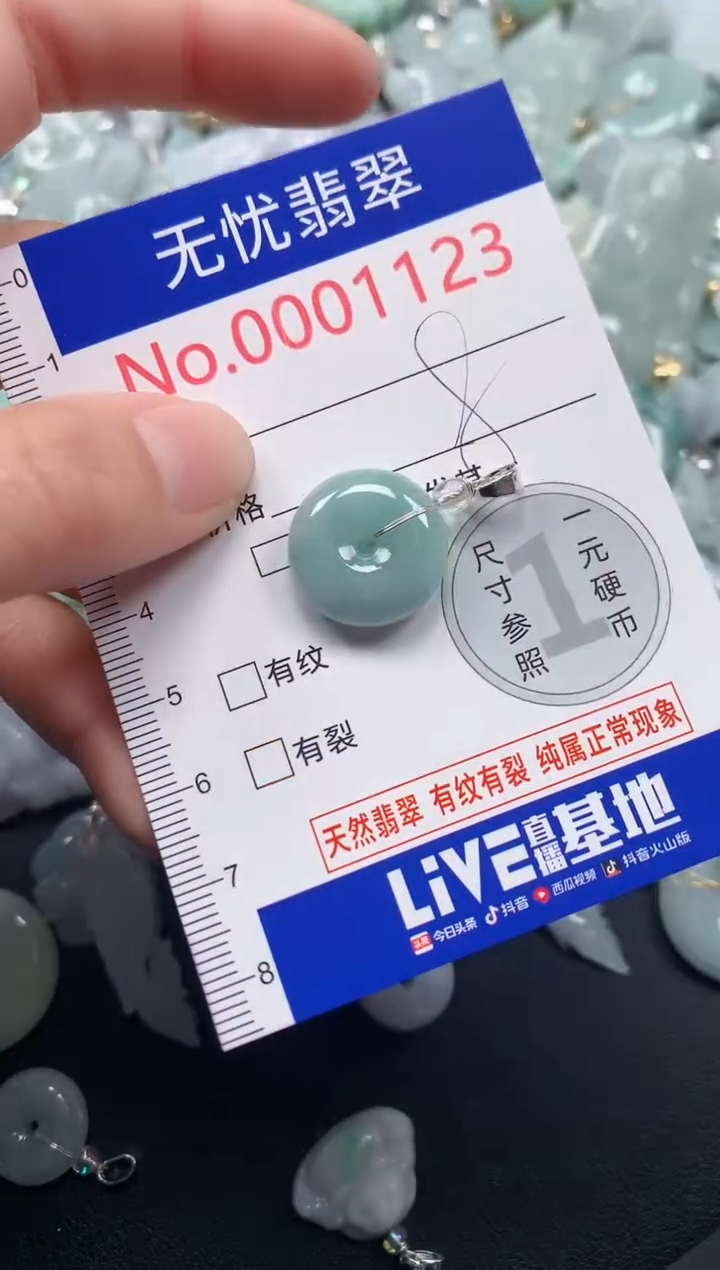 无忧翡翠
No.0001123
0
1
价格
一元硬币
尺寸参照
1
4
有纹
5
有裂
6
天然翡翠 有纹有裂 纯属正常现象
7
LiVE直播基地
头条 今日头条 抖音 西瓜视频 抖音火山版
8